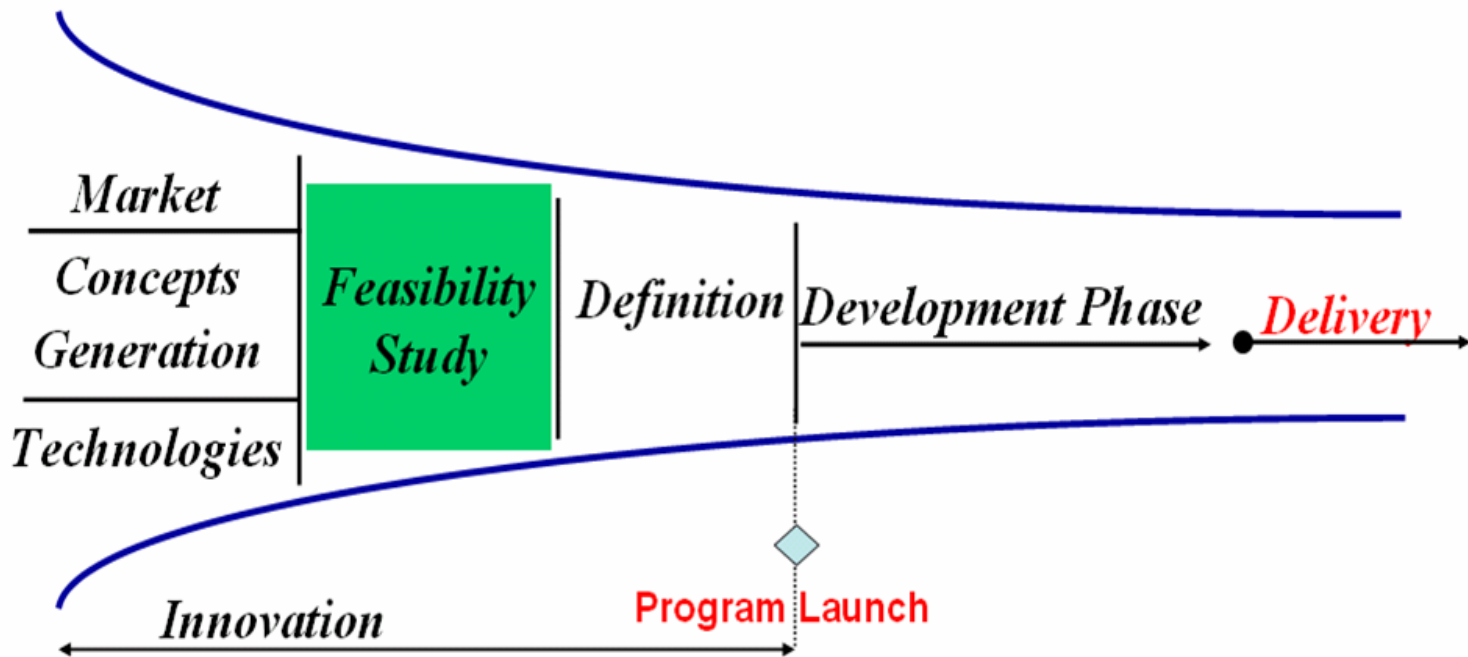 Market
Concepts
Generation
Technologies
Feasibility
Study
Definition
Development Phase
Delivery
Program Launch
Innovation